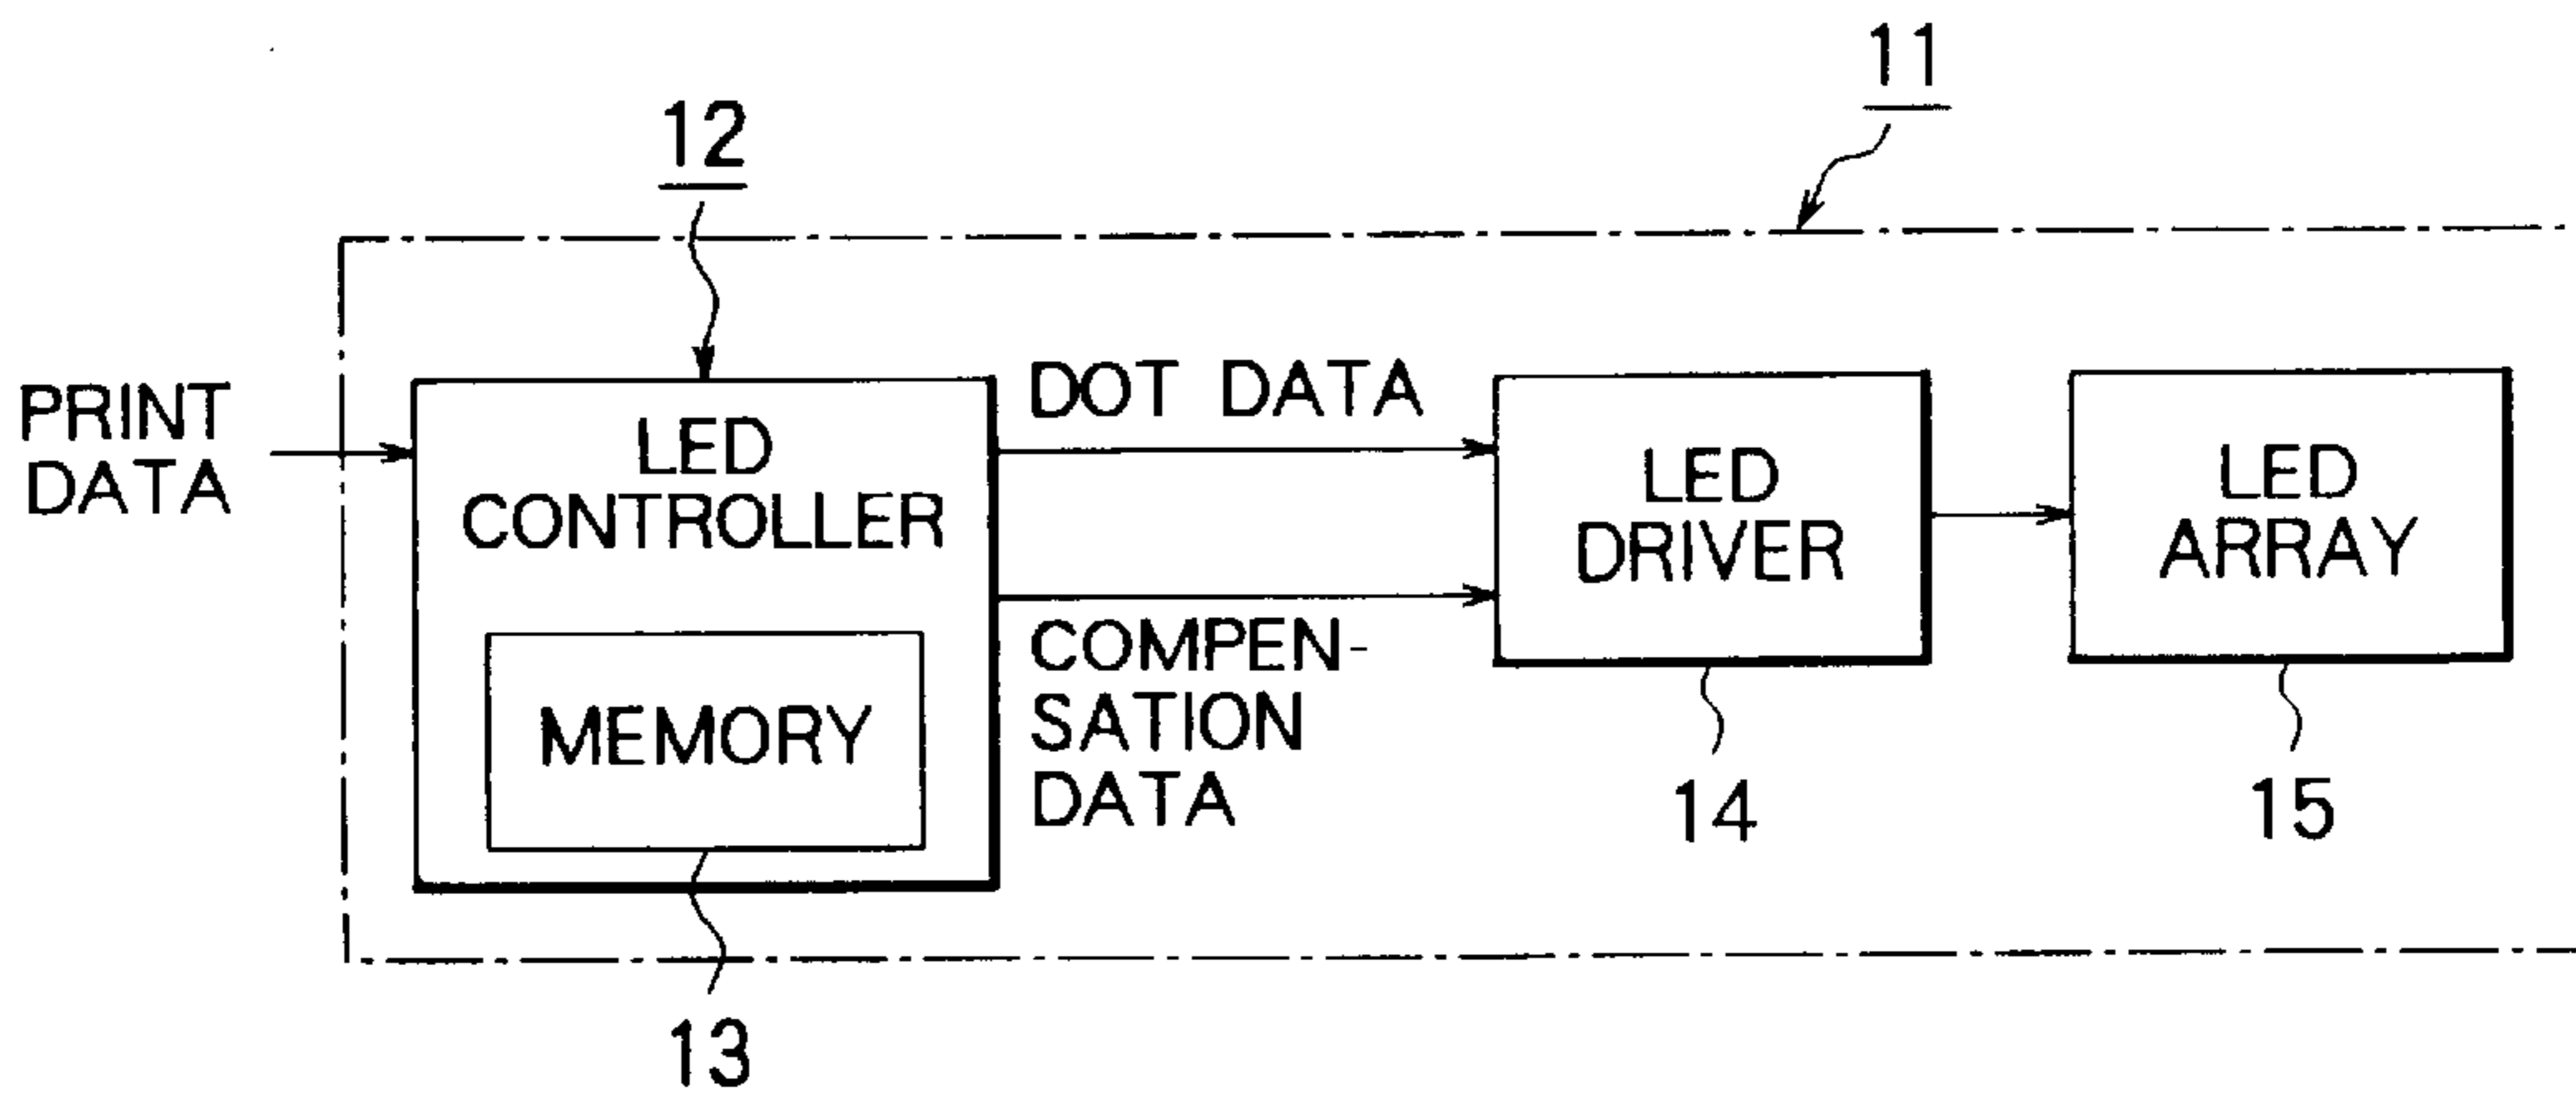 11
12
PRINT
DATA
LED
CONTROLLER
MEMORY
13
DOT DATA
COMPEN-
SATION
DATA
LED
DRIVER
14
LED
ARRAY
15